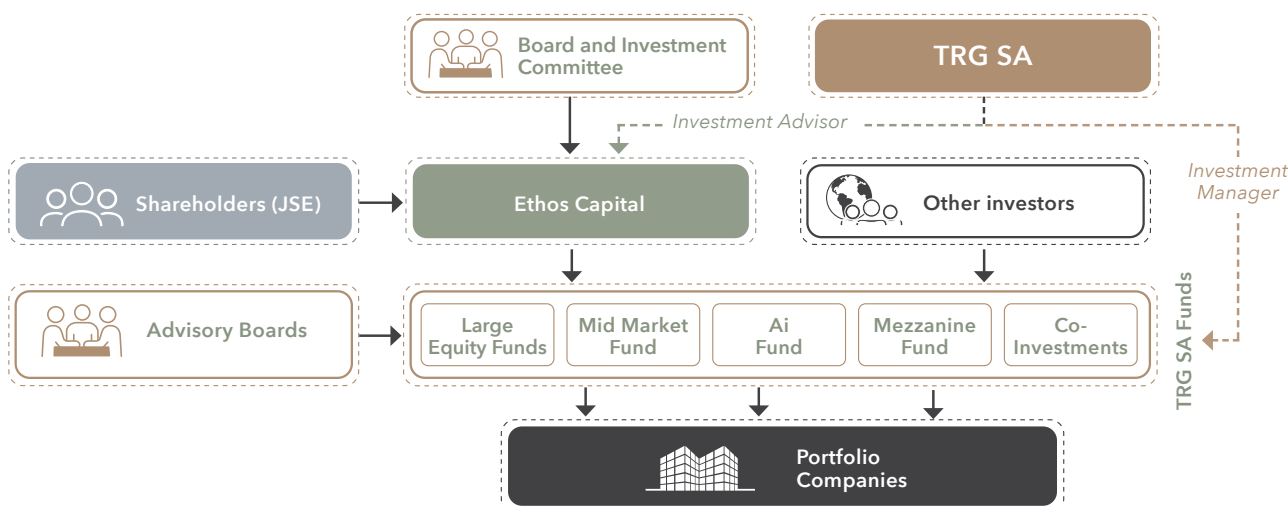 Board and Investment
Committee
TRG SA
Investment Advisor
Investment
Manager
Shareholders (JSE)
Ethos Capital
Other investors
Advisory Boards
Large
Equity Funds
Mid Market
Fund
Ai
Fund
Mezzanine
Fund
Co-
Investments
TRG SA Funds
Portfolio
Companies